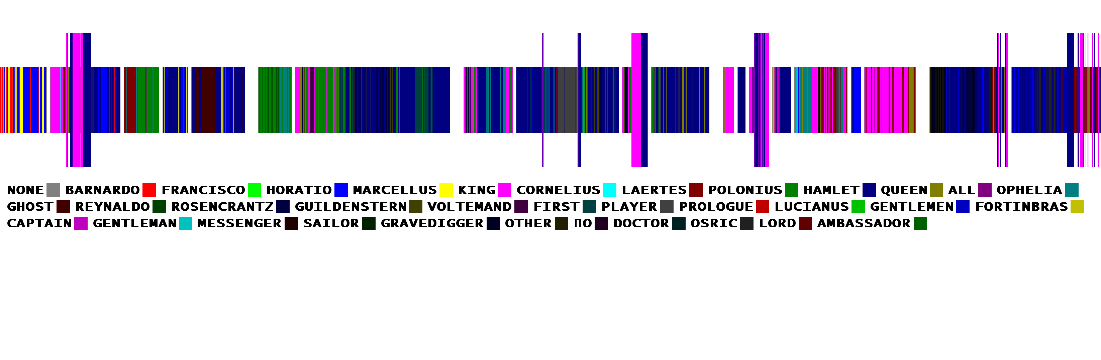 NONE BARNARDO FRANCISCO HORATIO MARCELLUS KING CORNELIUS LAERTES POLONIUS HAMLET QUEEN ALL OPHELIA
GHOST REYNALDO ROSENCRANTZ GUILDENSTERN VOLTEMAND FIRST PLAYER PROLOGUE LUCIANUS GENTLEMEN FORTINBRAS
CAPTAIN GENTLEMAN MESSENGER SAILOR GRAVEDIGGER OTHER ΠO DOCTOR OSRIC LORD AMBASSADOR